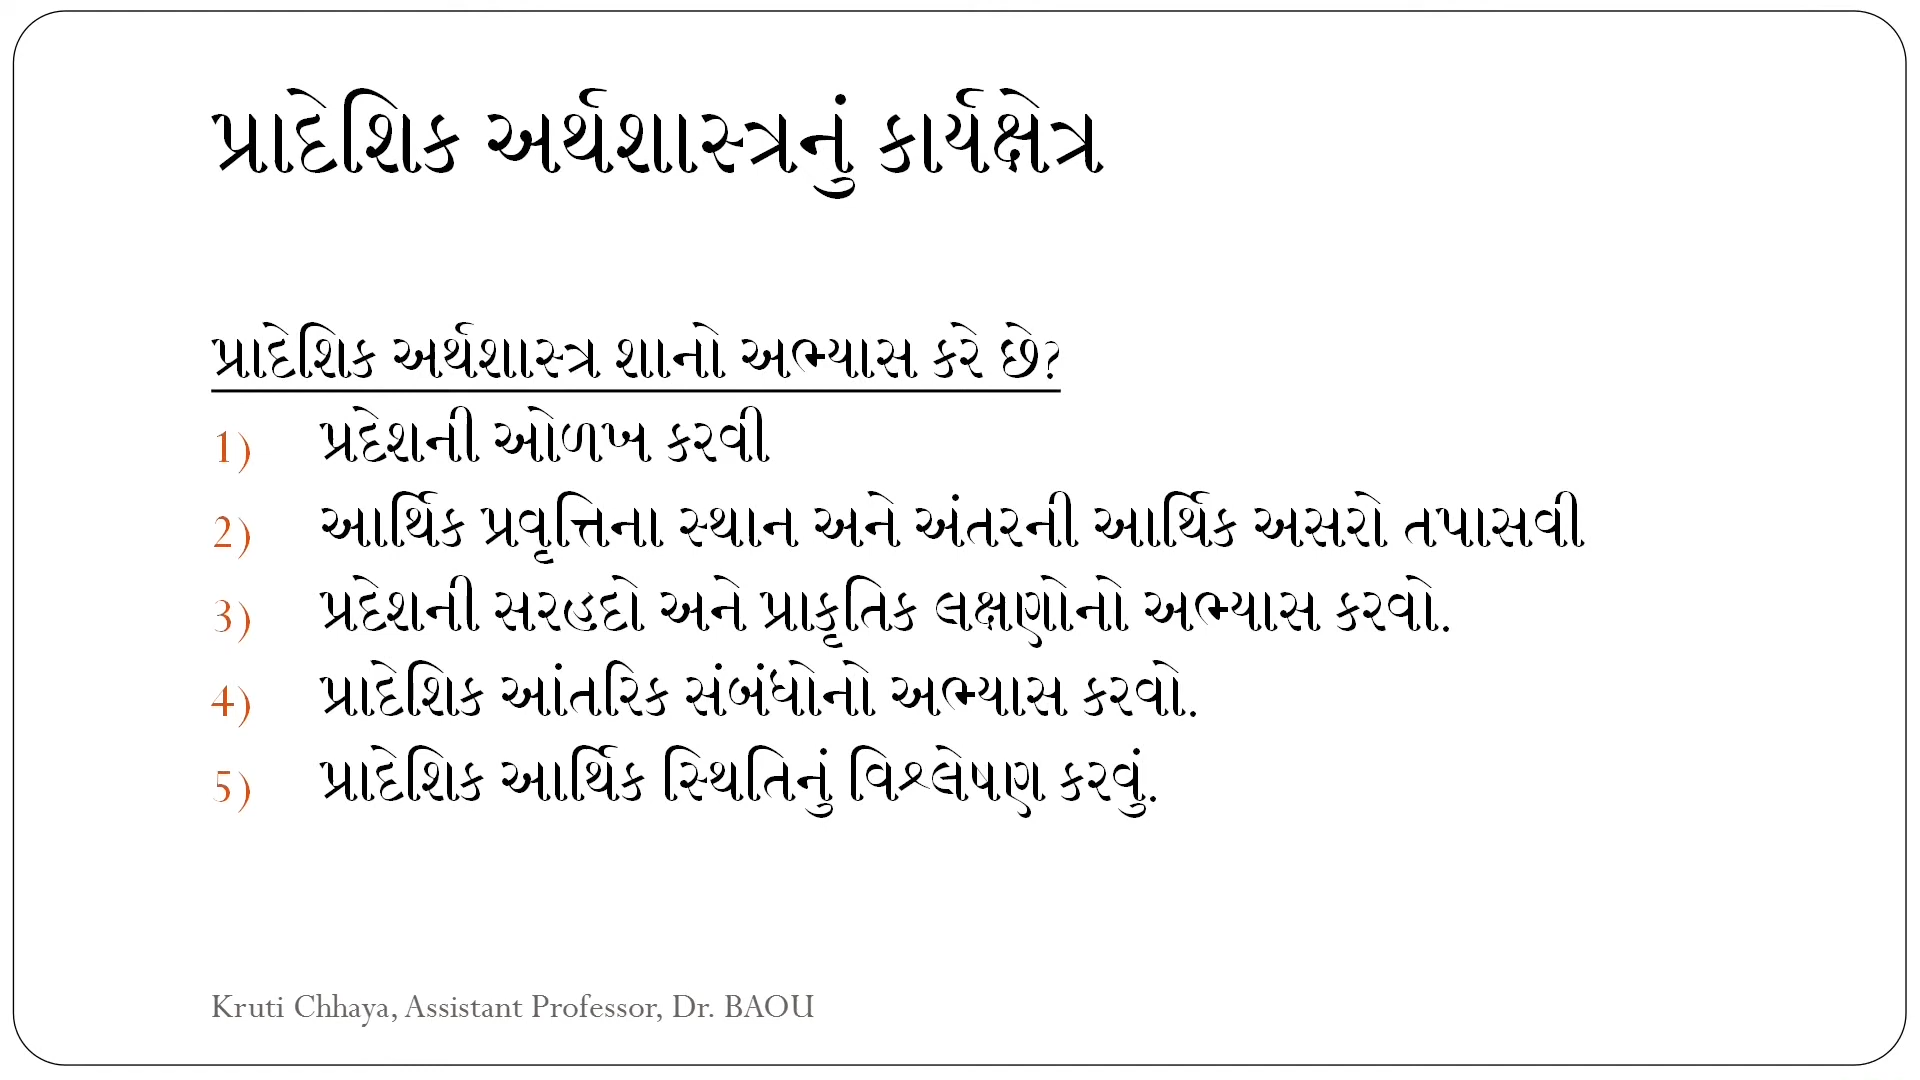 પ્રાદેશિક અર્થશાસ્ત્રનું કાર્યક્ષેત્ર
પ્રાદેશિક અર્થશાસ્ત્ર શાનો અભ્યાસ કરે છે?
1) પ્રદેશની ઓળખ કરવી
2) આર્થિક પ્રવૃત્તિના સ્થાન અને અંતરની આર્થિક અસરો તપાસવી
3) પ્રદેશની સરહદો અને પ્રાકૃતિક લક્ષણોનો અભ્યાસ કરવો.
4) પ્રાદેશિક આંતરિક સંબંધોનો અભ્યાસ કરવો.
5) પ્રાદેશિક આર્થિક સ્થિતિનું વિશ્લેષણ કરવું.
Kruti Chhaya, Assistant Professor, Dr. BAOU